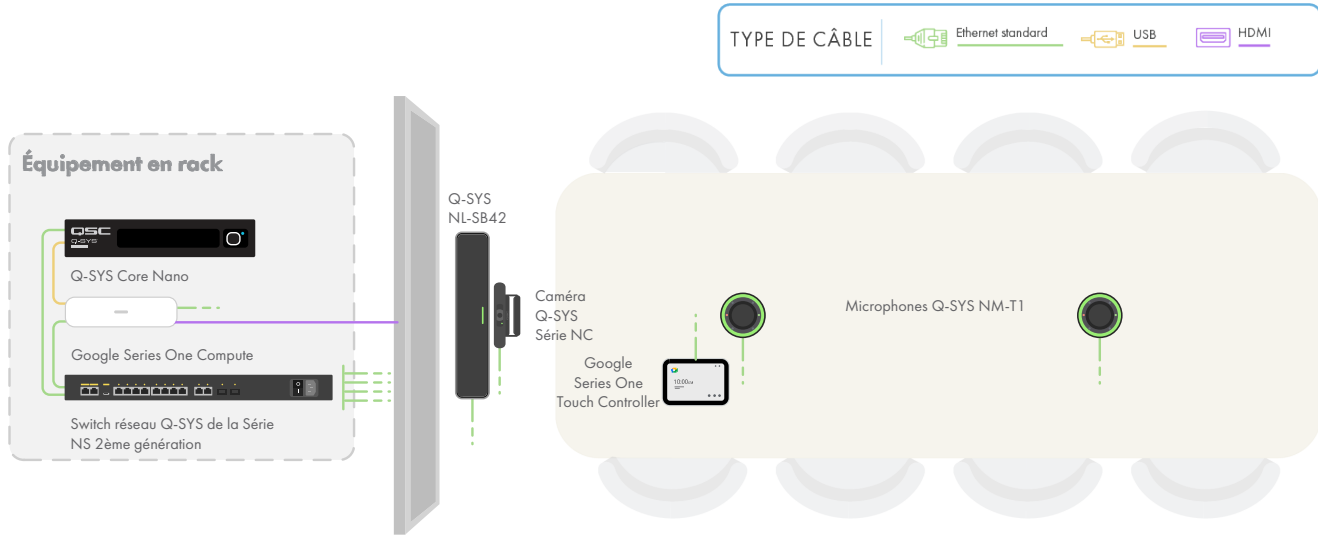 TYPE DE CÂBLE
Ethernet standard
USB
HDMI
Équipement en rack
QSC
Q-SYS
Q-SYS Core Nano
Google Series One Compute
Switch réseau Q-SYS de la Série
NS 2ème génération
Q-SYS
NL-SB42
Caméra
Q-SYS
Série NC
Google
Series One
Touch Controller
10:00
Microphones Q-SYS NM-T1